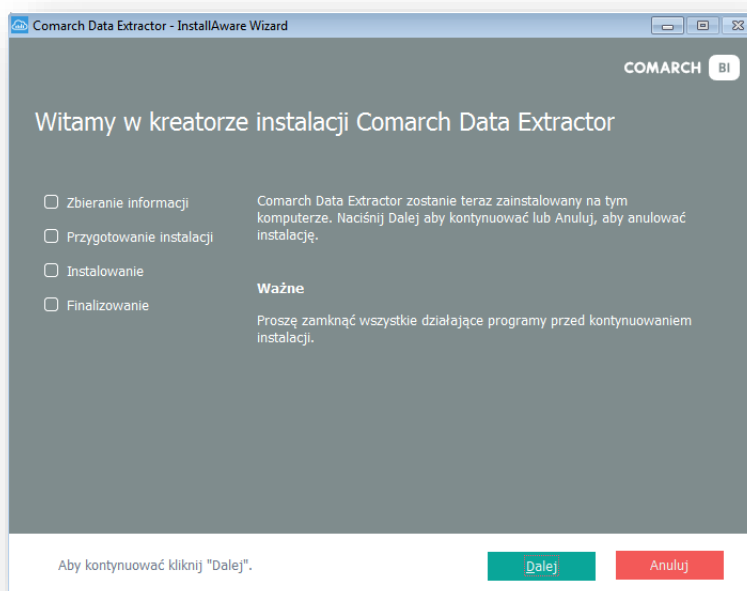 Comarch Data Extractor - InstallAware Wizard
COMARCH BI
Witamy w kreatorze instalacji Comarch Data Extractor
Zbieranie informacji
Przygotowanie instalacji
Instalowanie
Finalizowanie
Comarch Data Extractor zostanie teraz zainstalowany na tym
komputerze. Naciśnij Dalej aby kontynuować lub Anuluj, aby anulować
instalację.
Ważne
Proszę zamknąć wszystkie działające programy przed kontynuowaniem
instalacji.
Aby kontynuować kliknij "Dalej".
Dalej
Anuluj